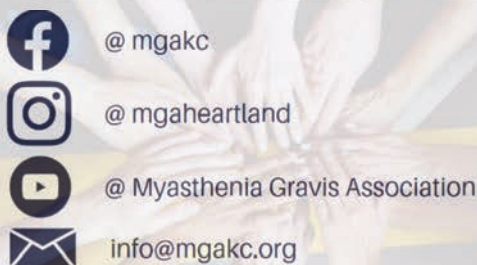 @ mgakc
@ mgaheartland
@ Myasthenia Gravis Association
info@mgakc.org